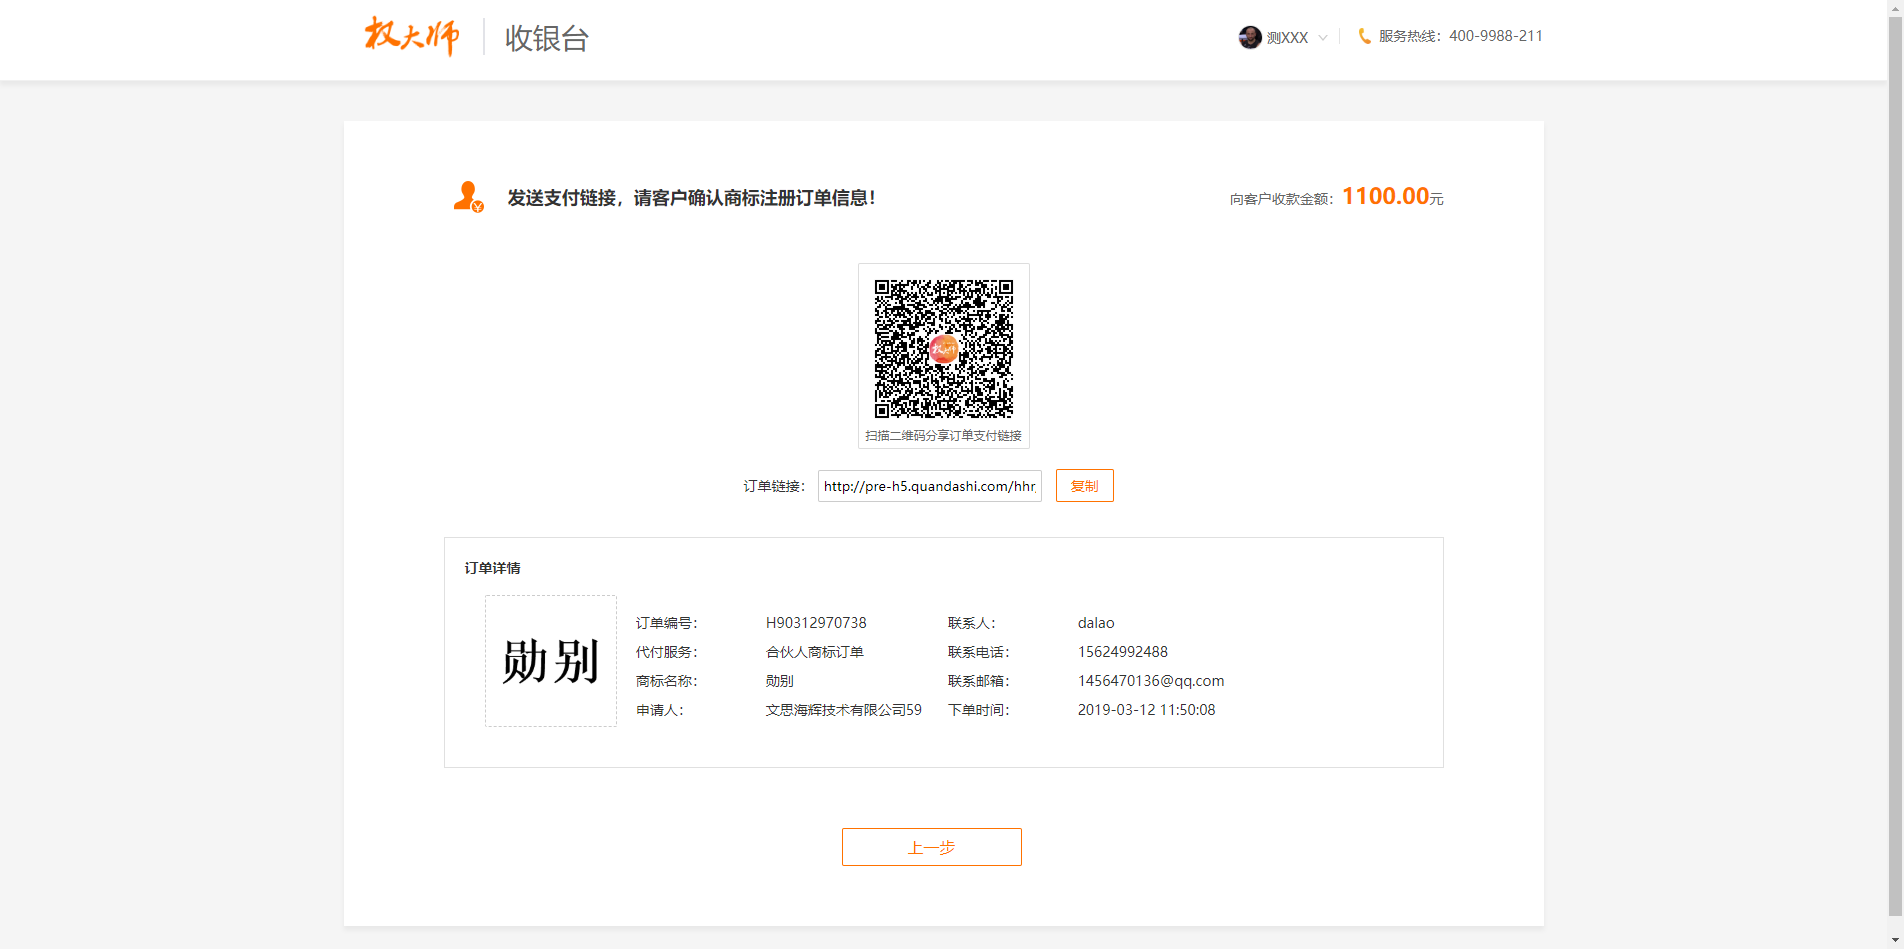 权大师 收银台 测XXX 服务热线：400-9988-211
发送支付链接，请客户确认商标注册订单信息！ 向客户收款金额：1100.00元
权大师
扫描二维码分享订单支付链接
订单链接： http://pre-h5.quandashi.com/hhr 复制
订单详情
勋别
订单编号： H90312970738 联系人： dalao
代付服务： 合伙人商标订单 联系电话： 15624992488
商标名称： 勋别 联系邮箱： 1456470136@qq.com
申请人： 文思海辉技术有限公司59 下单时间： 2019-03-12 11:50:08
上一步